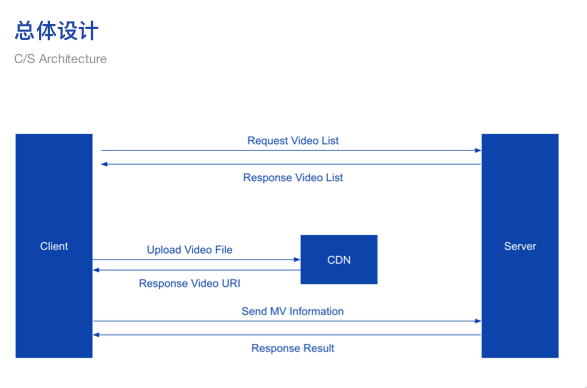 总体设计
C/S Architecture
Request Video List
Response Video List
Client
Server
Upload Video File
CDN
Response Video URI
Send MV Information
Response Result